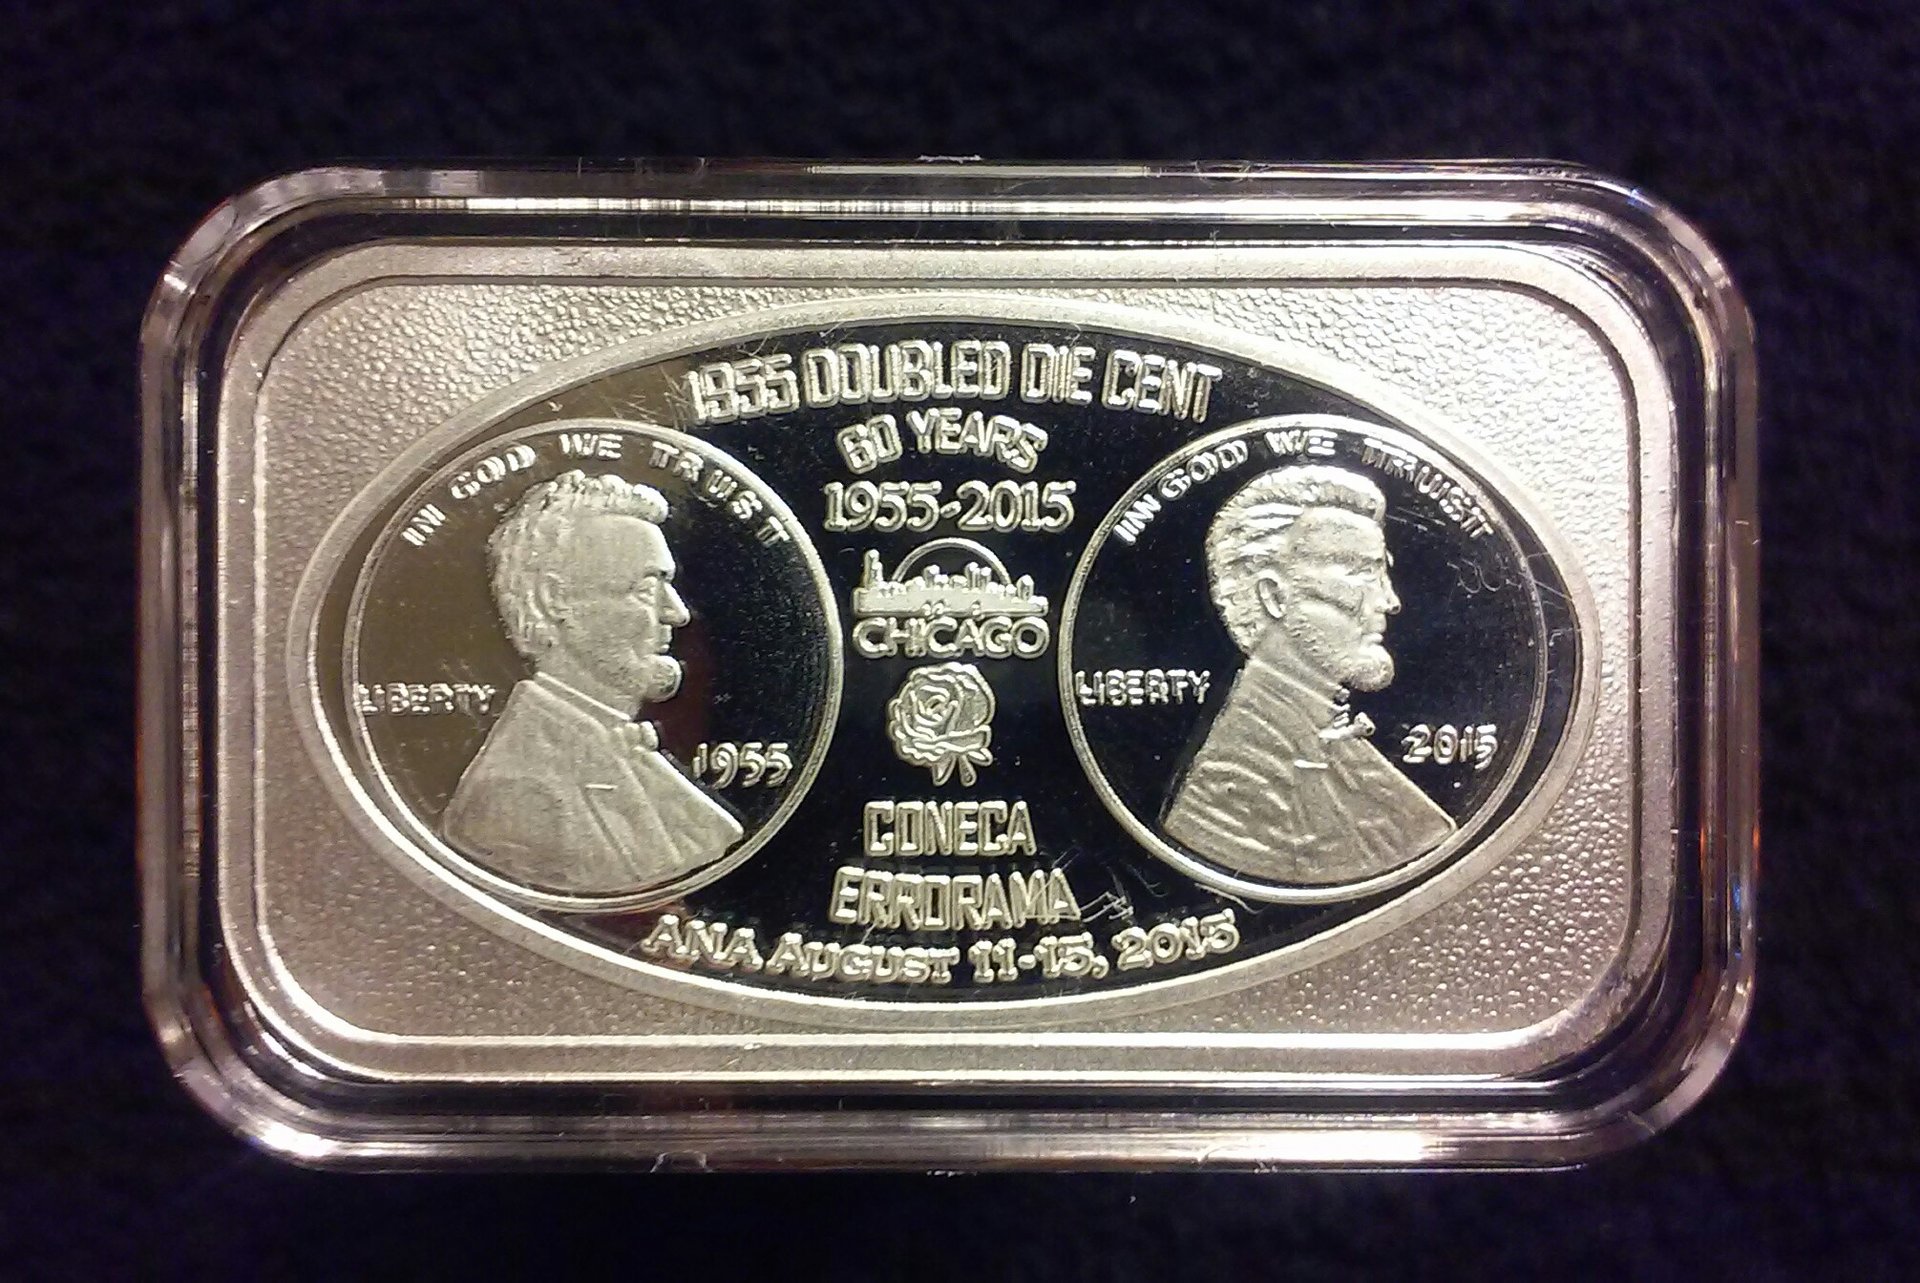 1955 DOUBLED DIE CENT
60 YEARS
1955-2015
IN GOD WE TRUST
LIBERTY
1955
CHICAGO
IN GOD WE TRUST
LIBERTY
2015
CONECA
ERRORAMA
ANA AUGUST 11-15, 2015